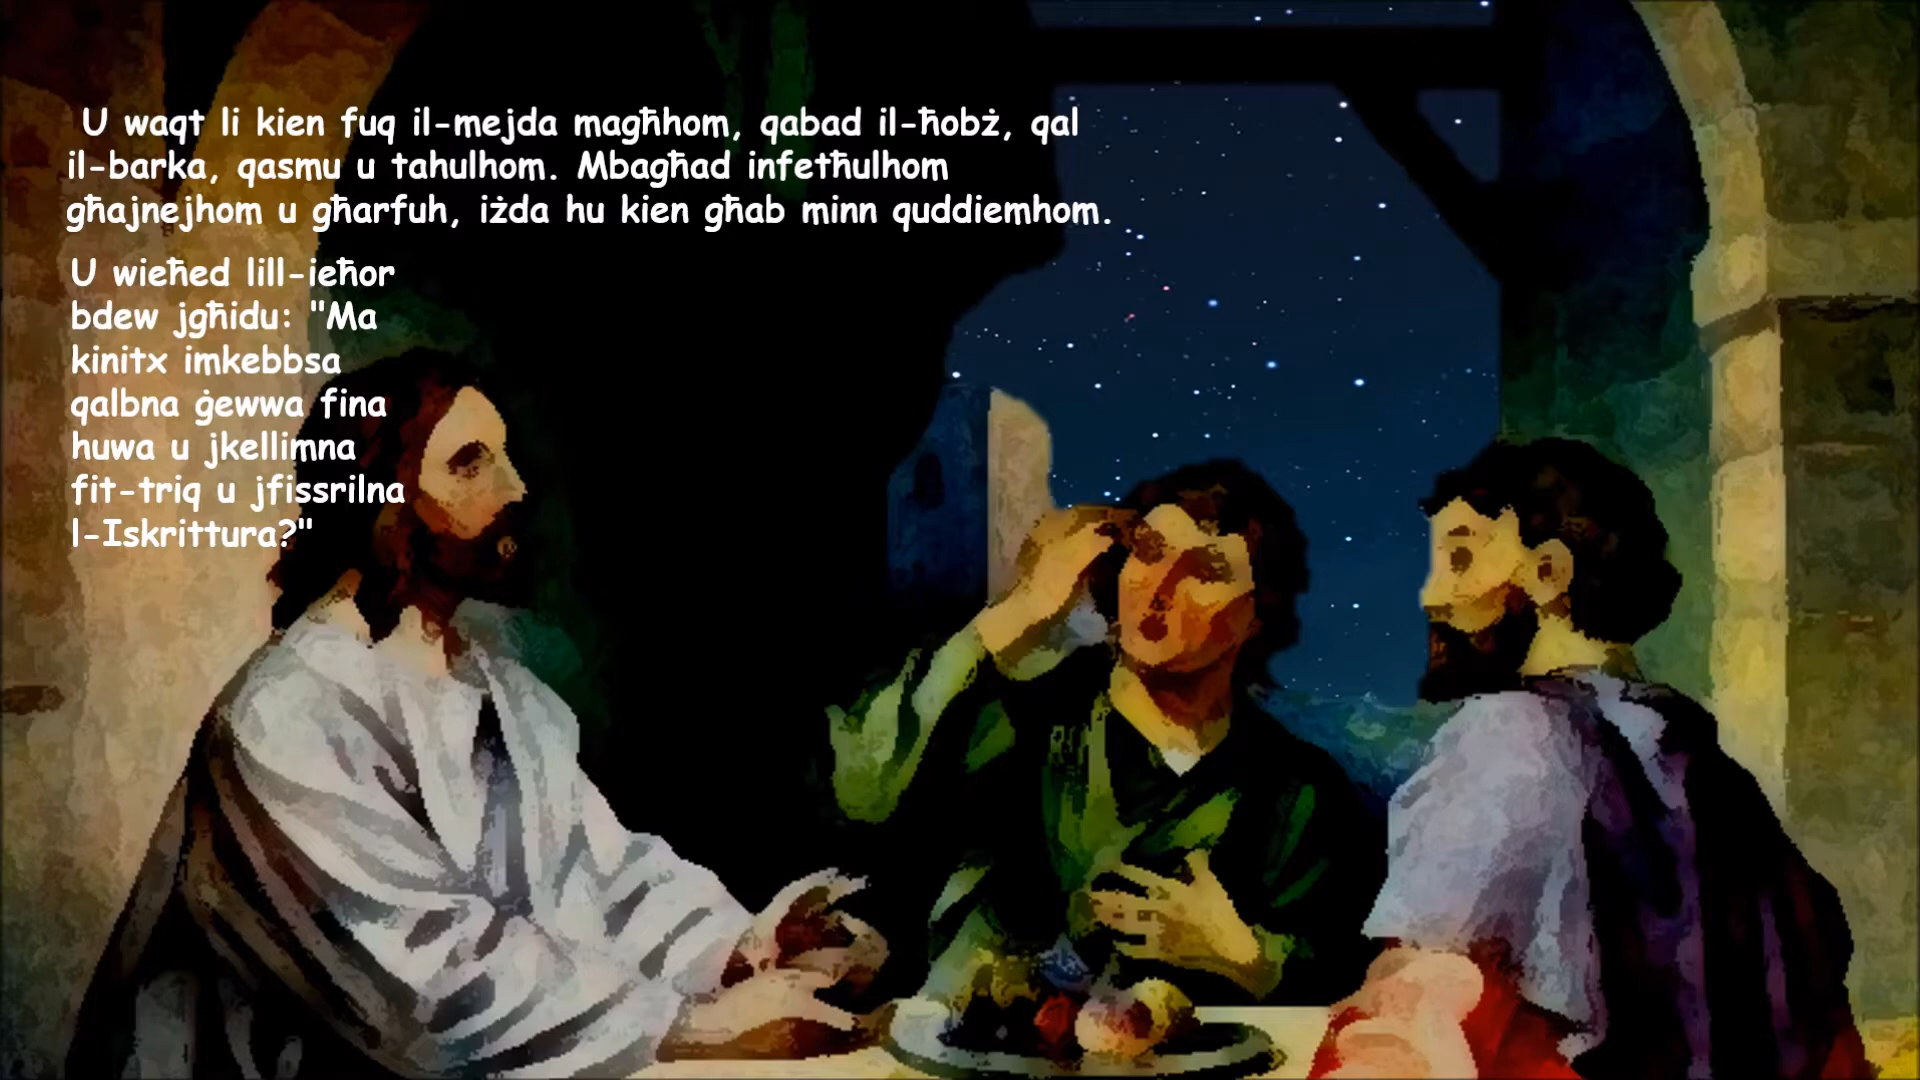 U waqt li kien fuq il-mejda magħhom, qabad il-ħobż, qal
il-barka, qasmu u tahulhom. Mbagħad infetħulhom
għajnejhom u għarfuh, iżda hu kien għab minn quddiemhom.
U wieħed lill-ieħor
bdew jgħidu: "Ma
kinitx imkebbsa
qalbna ġewwa fina
huwa u jkellimna
fit-triq u jfissrilna
l-Iskrittura?"